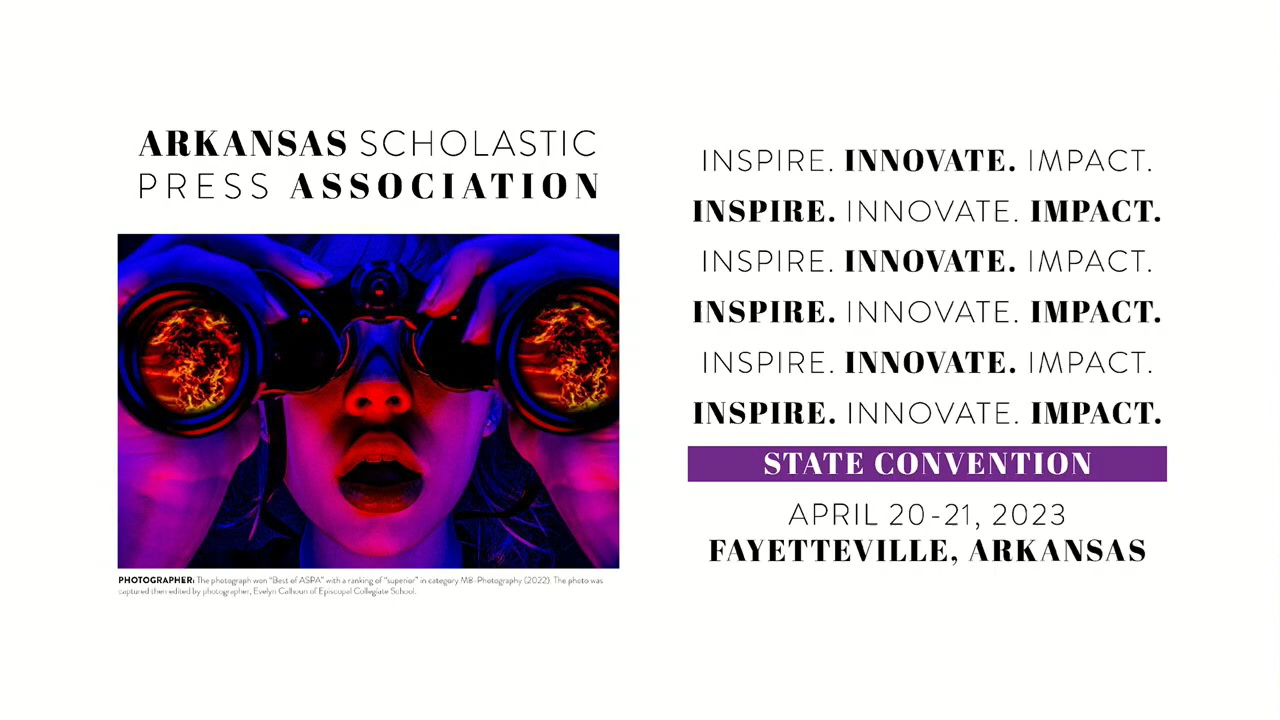 ARKANSAS SCHOLASTIC
PRESS ASSOCIATION
PHOTOGRAPHER: The photograph won "Best of ASPA" with a ranking of "superior" in category M8-Photography (2022). The photo was
captured then edited by photographer, Evelyn Calhoun of Episcopal Collegiate School.
INSPIRE. INNOVATE. IMPACT.
INSPIRE. INNOVATE. IMPACT.
INSPIRE. INNOVATE. IMPACT.
INSPIRE. INNOVATE. IMPACT.
INSPIRE. INNOVATE. IMPACT.
INSPIRE. INNOVATE. IMPACT.
STATE CONVENTION
APRIL 20-21, 2023
FAYETTEVILLE, ARKANSAS